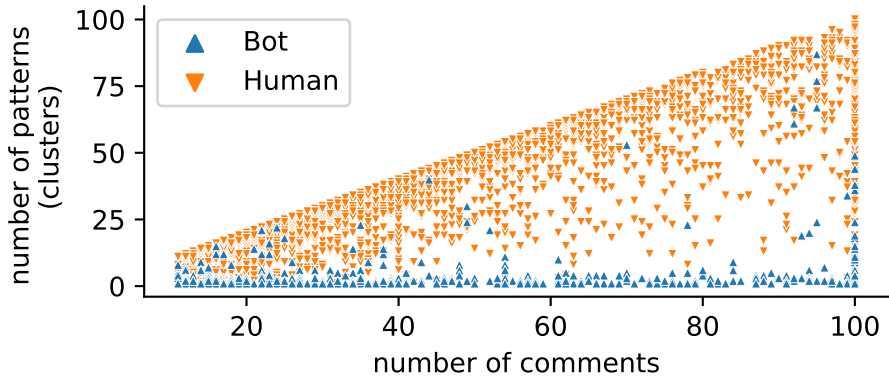 number of patterns
(clusters)
100
75
50
25
0
Bot
Human
20
40
60
80
100
number of comments